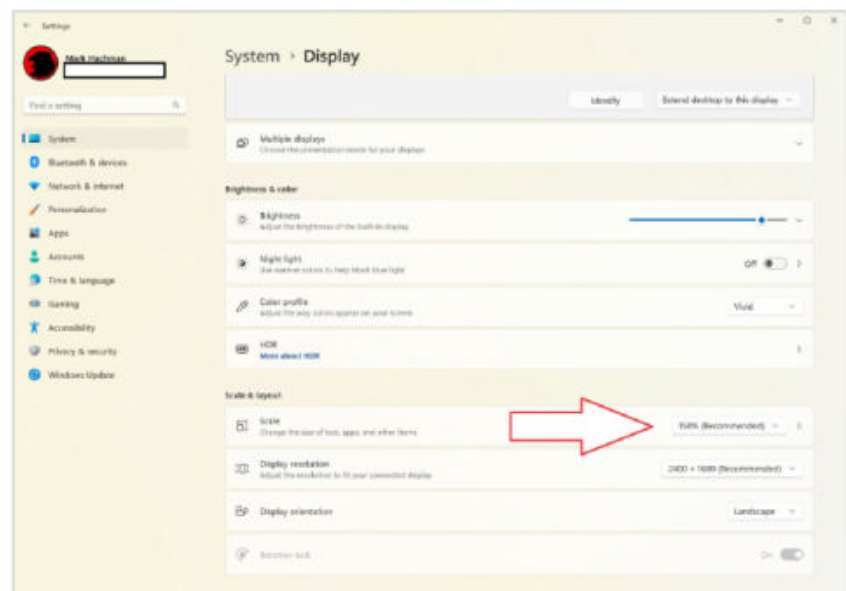 Settings
Mark Hachman
System > Display
Find a setting
Identify
Extend desktop to this display
System
Bluetooth & devices
Network & internet
Personalization
Apps
Accounts
Time & language
Gaming
Accessibility
Privacy & security
Windows Update
Multiple displays
Choose the presentation mode for your displays
Brightness & color
Brightness
Adjust the brightness of the built-in display
Night light
Use warmer colors to help block blue light
Off
Color profile
Adjust the way colors appear on your screen
Vivid
HDR
More about HDR
Scale & layout
Scale
Change the size of text, apps, and other items
150% (Recommended)
Display resolution
Adjust the resolution to fit your connected display
(Recommended)
Display orientation
Landscape
Rotation lock
On